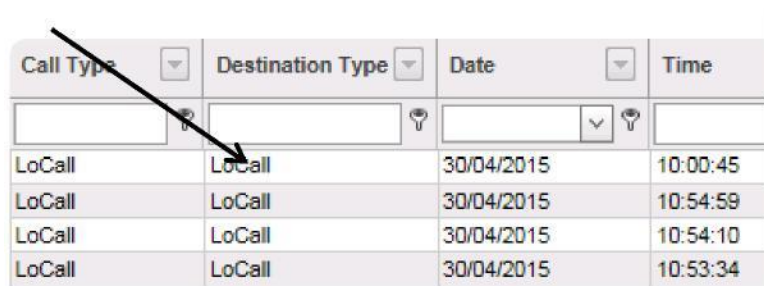 Call Type Destination Type Date Time
LoCall LoCall 30/04/2015 10:00:45
LoCall LoCall 30/04/2015 10:54:59
LoCall LoCall 30/04/2015 10:54:10
LoCall LoCall 30/04/2015 10:53:34